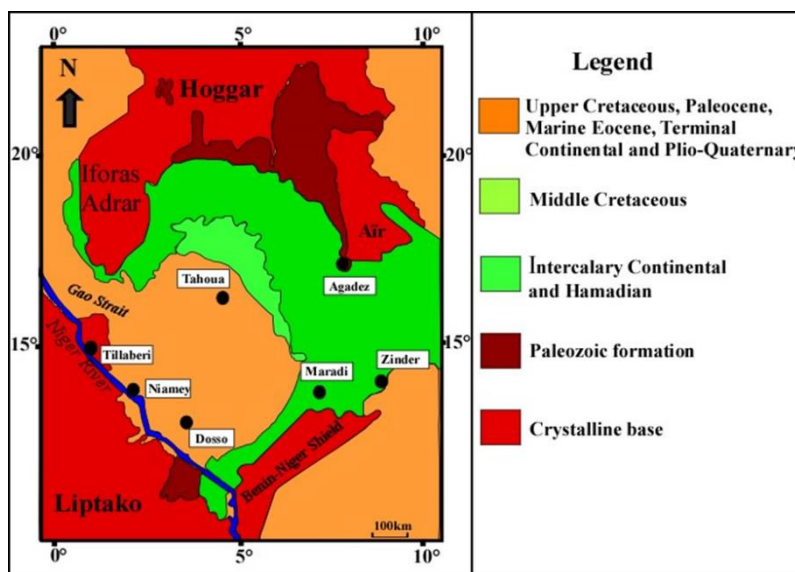 0°
5°
10°
N
Hoggar
20°
20°
Iforas
Adrar
Aïr
Tahoua
Agadez
Gao Strait
15°
15°
Niger River
Tillaberi
Maradi
Zinder
Niamey
Dosso
Benin-Niger Shield
Liptako
100km
0°
5°
10°
Legend
Upper Cretaceous, Paleocene,
Marine Eocene, Terminal
Continental and Plio-Quaternary
Middle Cretaceous
Intercalary Continental
and Hamadian
Paleozoic formation
Crystalline base